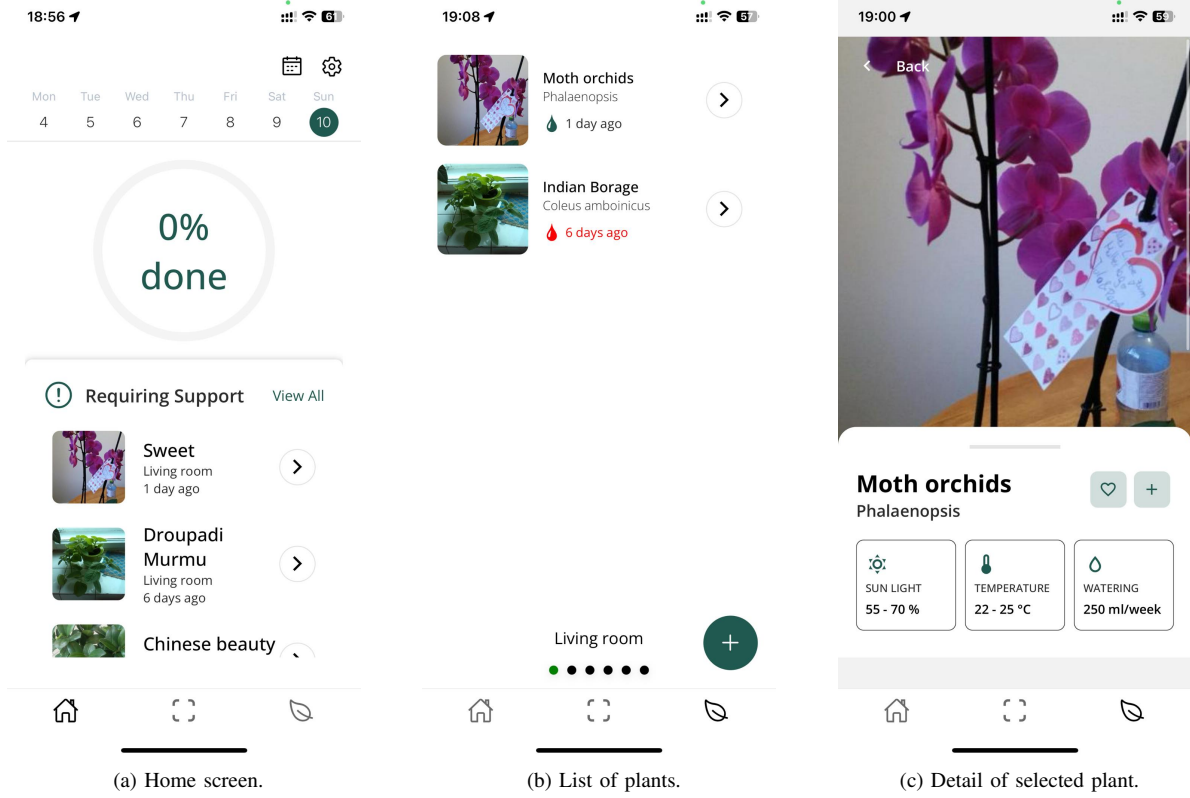 18:56
61
Mon Tue Wed Thu Fri Sat Sun
4 5 6 7 8 9 10
0%
done
Requiring Support View All
Sweet
Living room
1 day ago
Droupadi
Murmu
Living room
6 days ago
Chinese beauty
(a) Home screen.
19:08
57
Moth orchids
Phalaenopsis
1 day ago
Indian Borage
Coleus amboinicus
6 days ago
Living room
(b) List of plants.
19:00
59
Back
Moth orchids
Phalaenopsis
SUN LIGHT
55 - 70 %
TEMPERATURE
22 - 25 °C
WATERING
250 ml/week
(c) Detail of selected plant.